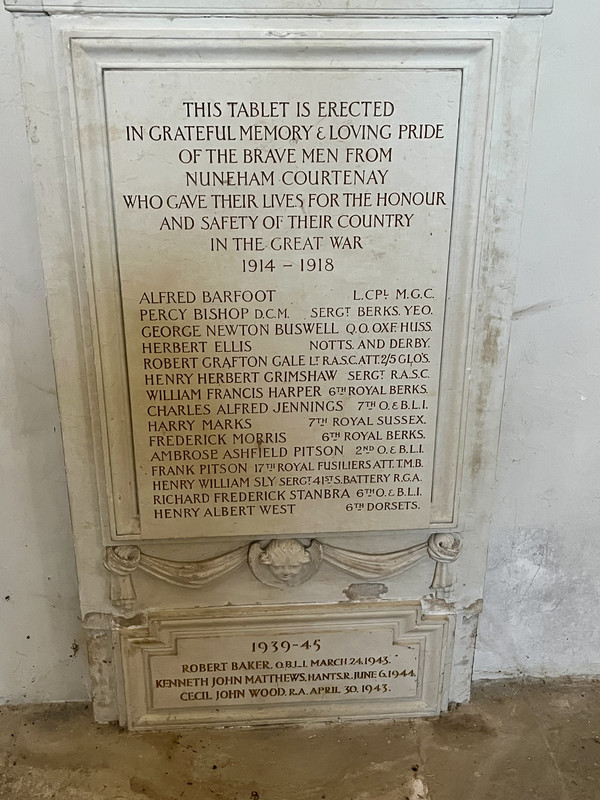 THIS TABLET IS ERECTED
IN GRATEFUL MEMORY & LOVING PRIDE
OF THE BRAVE MEN FROM
NUNEHAM COURTENAY
WHO GAVE THEIR LIVES FOR THE HONOUR
AND SAFETY OF THEIR COUNTRY
IN THE GREAT WAR
1914 – 1918
ALFRED BARFOOT L.CPL M.G.C.
PERCY BISHOP D.C.M. SERGT BERKS. YEO.
GEORGE NEWTON BUSWELL Q.O. OXF. HUSS.
HERBERT ELLIS NOTTS. AND DERBY.
ROBERT GRAFTON GALE LT R.A.S.C. ATT. 2/5 GLO'S.
HENRY HERBERT GRIMSHAW SERGT R.A.S.C.
WILLIAM FRANCIS HARPER 6TH ROYAL BERKS.
CHARLES ALFRED JENNINGS 7TH O. & B.L.I.
HARRY MARKS 7TH ROYAL SUSSEX.
FREDERICK MORRIS 6TH ROYAL BERKS.
AMBROSE ASHFIELD PITSON 2ND O. & B.L.I.
FRANK PITSON 17TH ROYAL FUSILIERS ATT. T.M.B.
HENRY WILLIAM SLY SERGT 41ST S. BATTERY R.G.A.
RICHARD FREDERICK STANBRA 6TH O. & B.L.I.
HENRY ALBERT WEST 6TH DORSETS.
1939-45
ROBERT BAKER. O.B.L.I. MARCH 24, 1943.
KENNETH JOHN MATTHEWS. HANTS. R. JUNE 6, 1944.
CECIL JOHN WOOD. R.A. APRIL 30, 1943.